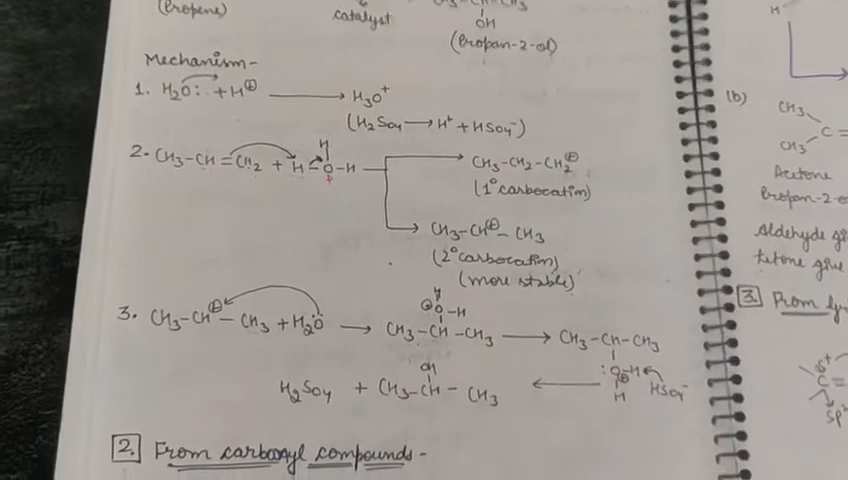 (Propene)
catalyst
OH
(Propan-2-ol)
Mechanism-
1. H₂O: + H⊕ ⟶ H₃O⁺
(H₂SO₄ ⟶ H⁺ + HSO₄⁻)
H
2. CH₃-CH=CH₂ + H-O-H
CH₃-CH₂-CH₂⊕
(1° carbocation)
CH₃-CH⊕-CH₃
(2° carbocation)
(more stable)
H
⊕O-H
3. CH₃-CH⊕-CH₃ + H₂Ö ⟶ CH₃-CH-CH₃ ⟶ CH₃-CH-CH₃
:O⊕-H
H
HSO₄⁻
OH
H₂SO₄ + CH₃-CH-CH₃ ⟵
2. From carbonyl compounds-
H
(b)
CH₃
C=
CH₃
Acetone
Propan-2-o
Aldehyde
ketone give
3. From
δ+
C=
sp²